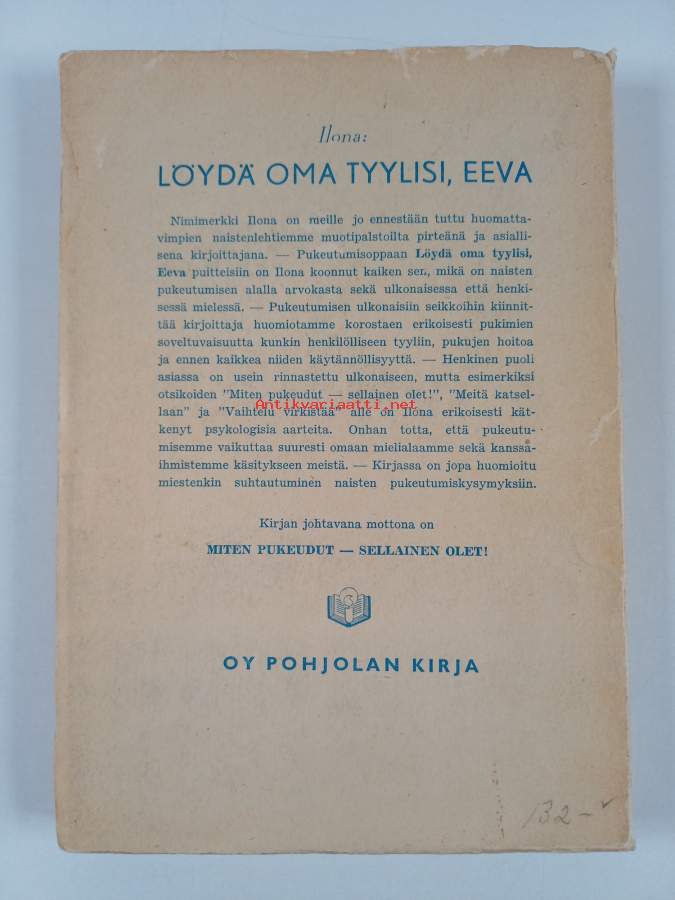 Ilona:
LÖYDÄ OMA TYYLISI, EEVA
Nimimerkki Ilona on meille jo ennestään tuttu huomatta-
vimpien naistenlehtiemme muotipalstoilta pirteänä ja asialli-
sena kirjoittajana. — Pukeutumisoppaan Löydä oma tyylisi,
Eeva puitteisiin on Ilona koonnut kaiken sen, mikä on naisten
pukeutumisen alalla arvokasta sekä ulkonaisessa että henki-
sessä mielessä. — Pukeutumisen ulkonaisiin seikkoihin kiinnit-
tää kirjoittaja huomiotamme korostaen erikoisesti pukimien
soveltuvaisuutta kunkin henkilölliseen tyyliin, pukujen hoitoa
ja ennen kaikkea niiden käytännöllisyyttä. — Henkinen puoli
asiassa on usein rinnastettu ulkonaiseen, mutta esimerkiksi
otsikoiden "Miten pukeudut — sellainen olet!", "Meitä katsel-
laan" ja "Vaihtelu virkistää" alle on Ilona erikoisesti kät-
Antikvariaatti.net
kenyt psykologisia aarteita. Onhan totta, että pukeutu-
misemme vaikuttaa suuresti omaan mielialaamme sekä kanssa-
ihmistemme käsitykseen meistä. — Kirjassa on jopa huomioitu
miestenkin suhtautuminen naisten pukeutumiskysymyksiin.
Kirjan johtavana mottona on
MITEN PUKEUDUT — SELLAINEN OLET!
OY POHJOLAN KIRJA